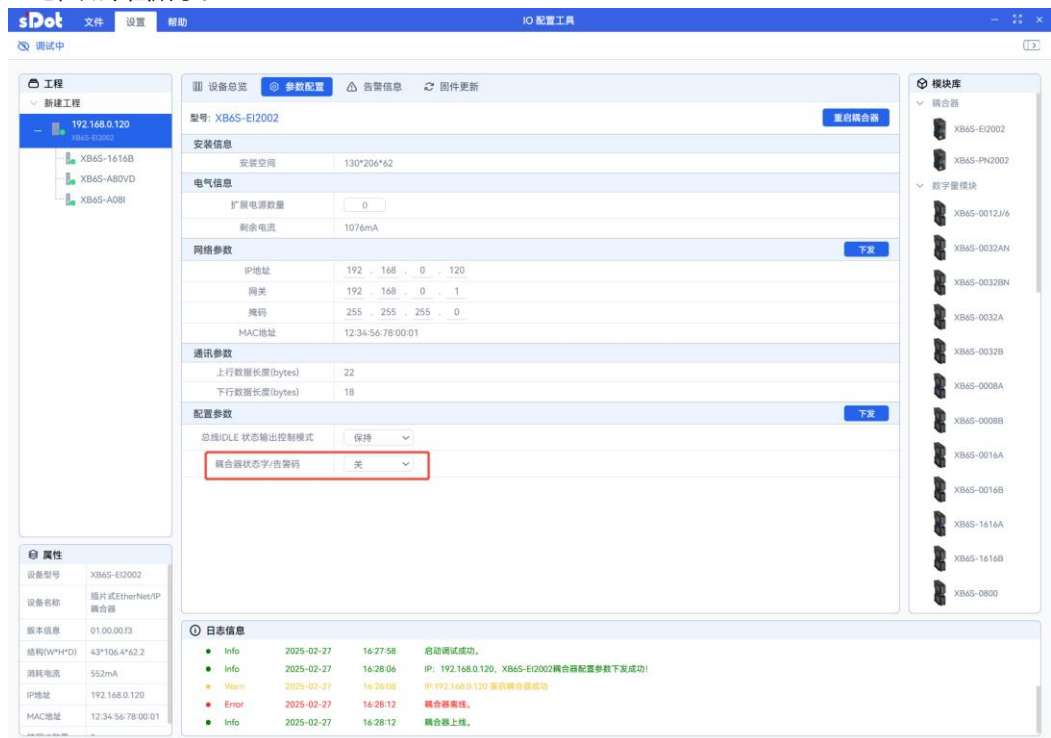 sDot 文件 设置 帮助 IO 配置工具
调试中
工程
新建工程
192.168.0.120
XB6S-EI2002
XB6S-1616B
XB6S-A80VD
XB6S-A08I
设备总览 参数配置 告警信息 固件更新
型号: XB6S-EI2002 重启耦合器
安装信息
安装空间 130*206*62
电气信息
扩展电源数量 0
剩余电流 1076mA
网络参数 下发
IP地址 192 . 168 . 0 . 120
网关 192 . 168 . 0 . 1
掩码 255 . 255 . 255 . 0
MAC地址 12:34:56:78:00:01
通讯参数
上行数据长度(bytes) 22
下行数据长度(bytes) 18
配置参数 下发
总线IDLE 状态输出控制模式 保持
耦合器状态字/告警码 关
模块库
耦合器
XB6S-EI2002
XB6S-PN2002
数字量模块
XB6S-0012J/6
XB6S-0032AN
XB6S-0032BN
XB6S-0032A
XB6S-0032B
XB6S-0008A
XB6S-0008B
XB6S-0016A
XB6S-0016B
XB6S-1616A
XB6S-1616B
XB6S-0800
属性
设备型号 XB6S-EI2002
设备名称 插片式EtherNet/IP
耦合器
版本信息 01.00.00.f3
结构(W*H*D) 43*106.4*62.2
消耗电流 552mA
IP地址 192.168.0.120
MAC地址 12:34:56:78:00:01
日志信息
Info 2025-02-27 16:27:58 启动调试成功。
Info 2025-02-27 16:28:06 IP: 192.168.0.120, XB6S-EI2002耦合器配置参数下发成功!
Warn 2025-02-27 16:28:08 IP:192.168.0.120 重启耦合器成功
Error 2025-02-27 16:28:12 耦合器离线。
Info 2025-02-27 16:28:12 耦合器上线。